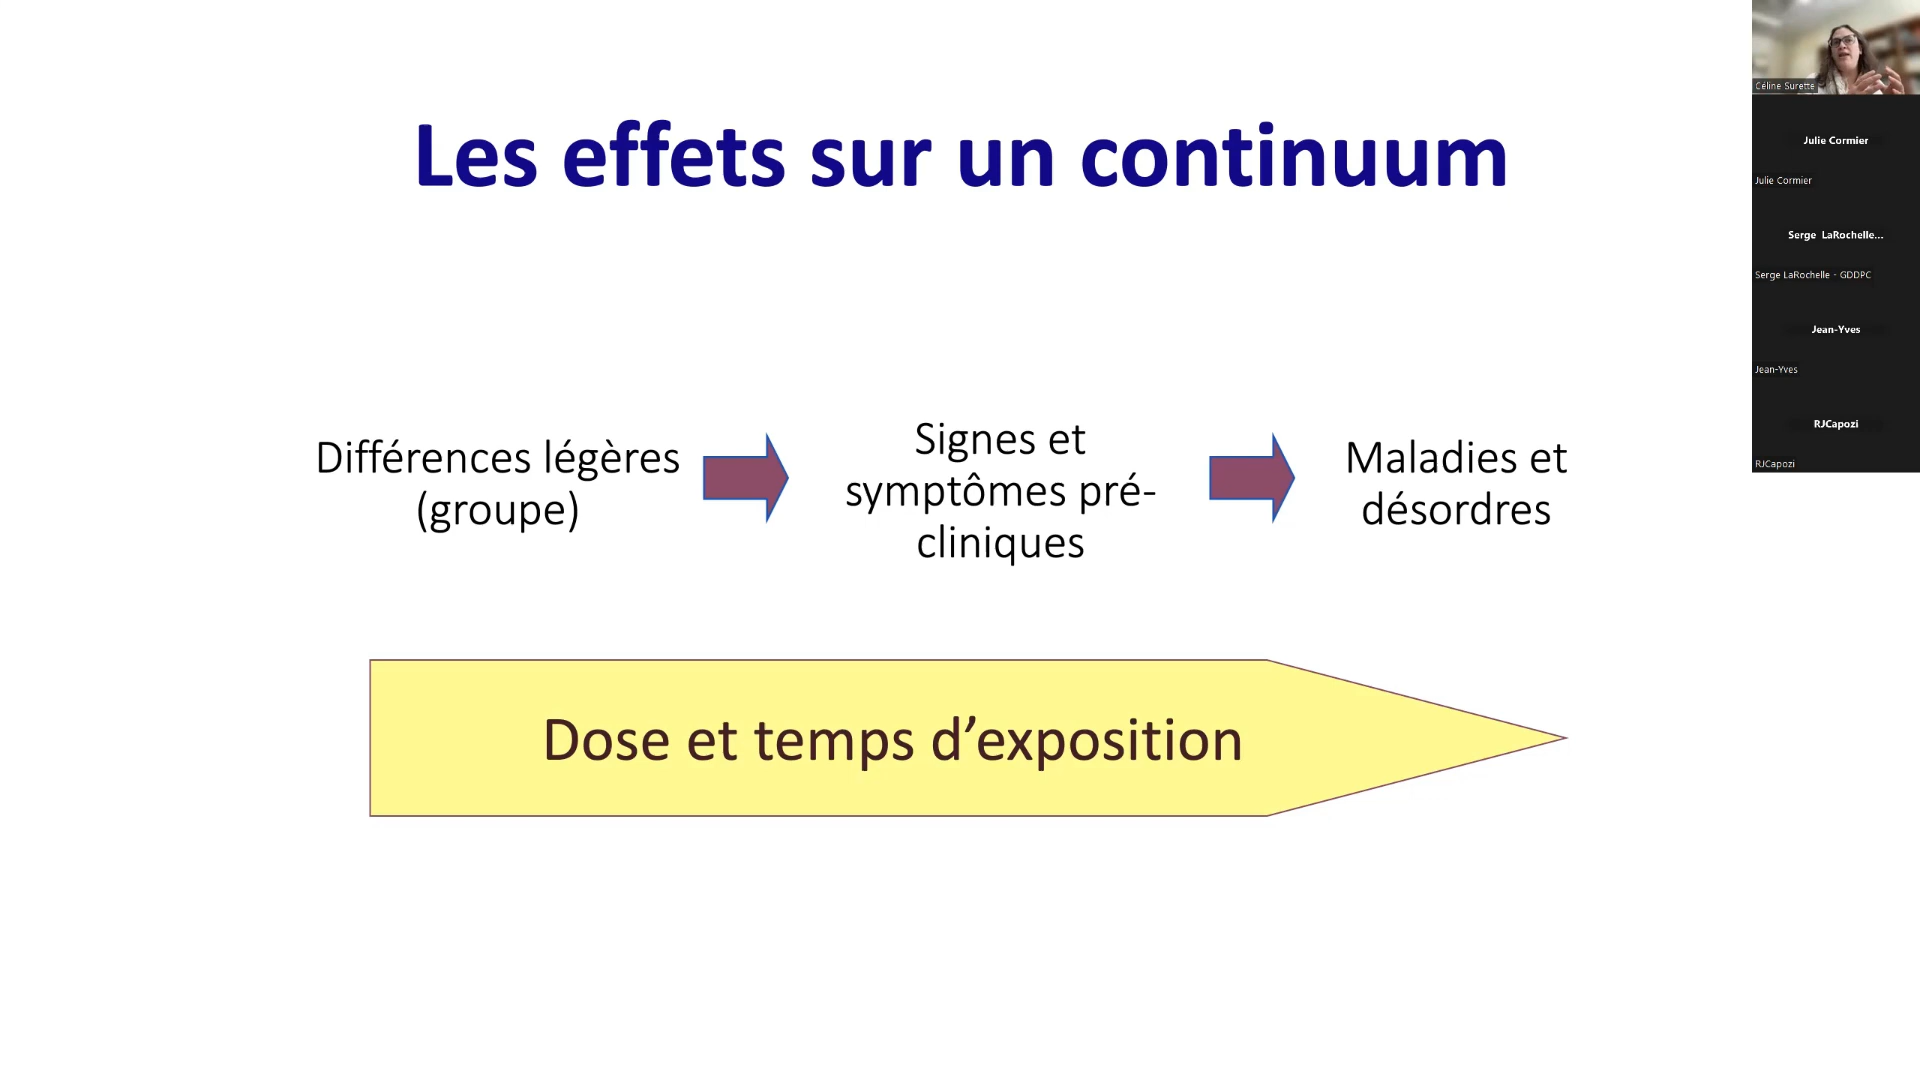 Les effets sur un continuum
Différences légères
(groupe)
Signes et
symptômes pré-
cliniques
Maladies et
désordres
Dose et temps d’exposition
Céline Surette
Julie Cormier
Julie Cormier
Serge LaRochelle...
Serge LaRochelle - GDDPC
Jean-Yves
Jean-Yves
RJCapozi
RJCapozi